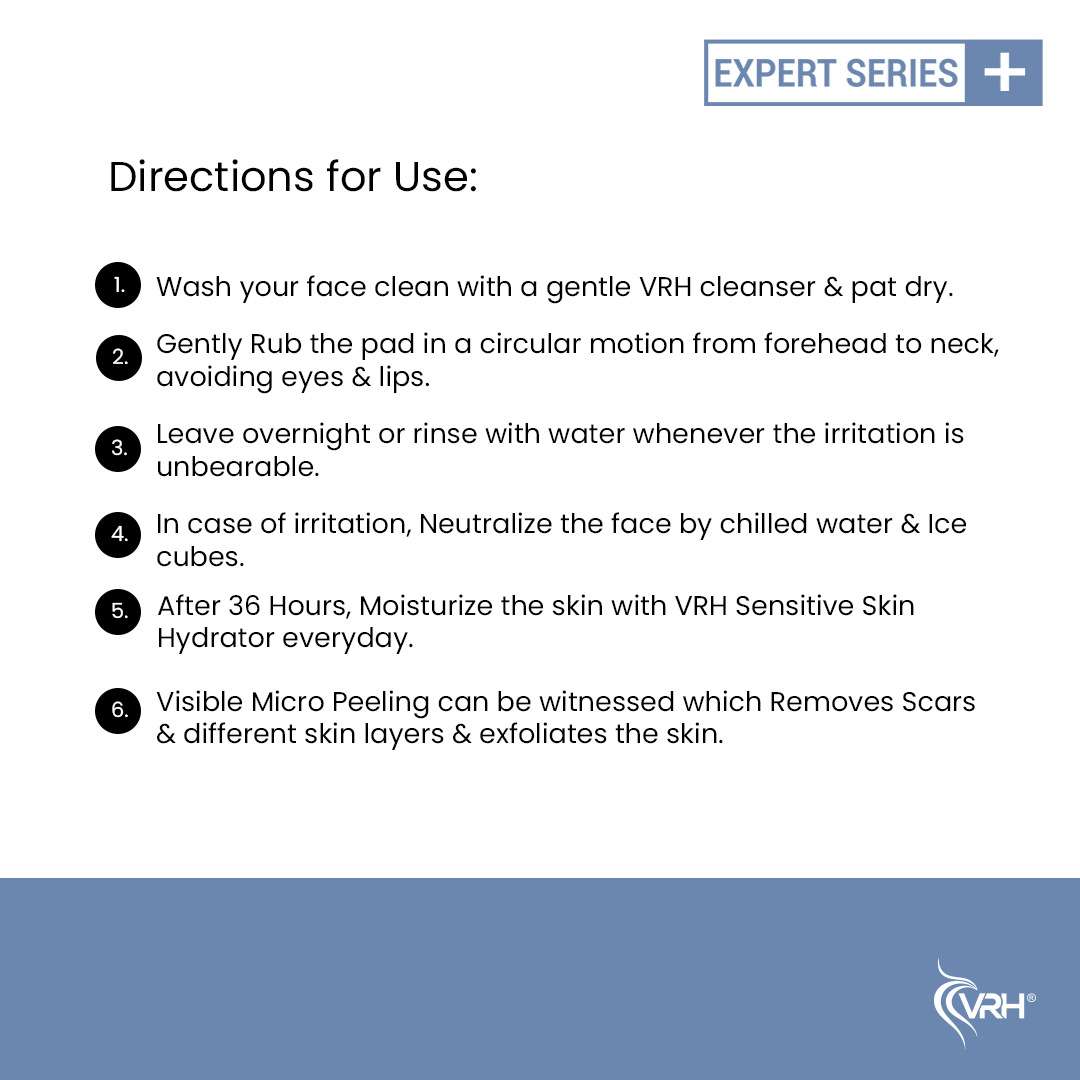 EXPERT SERIES +
Directions for Use:
1. Wash your face clean with a gentle VRH cleanser & pat dry.
2. Gently Rub the pad in a circular motion from forehead to neck,
avoiding eyes & lips.
3. Leave overnight or rinse with water whenever the irritation is
unbearable.
4. In case of irritation, Neutralize the face by chilled water & Ice
cubes.
5. After 36 Hours, Moisturize the skin with VRH Sensitive Skin
Hydrator everyday.
6. Visible Micro Peeling can be witnessed which Removes Scars
& different skin layers & exfoliates the skin.
VRH®